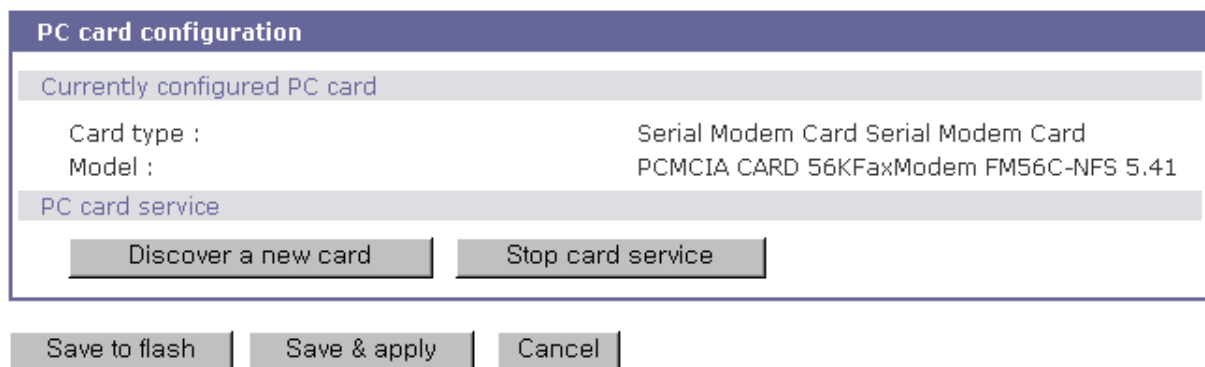 PC card configuration
Currently configured PC card
Card type : Serial Modem Card Serial Modem Card
Model : PCMCIA CARD 56KFaxModem FM56C-NFS 5.41
PC card service
Discover a new card Stop card service
Save to flash Save & apply Cancel